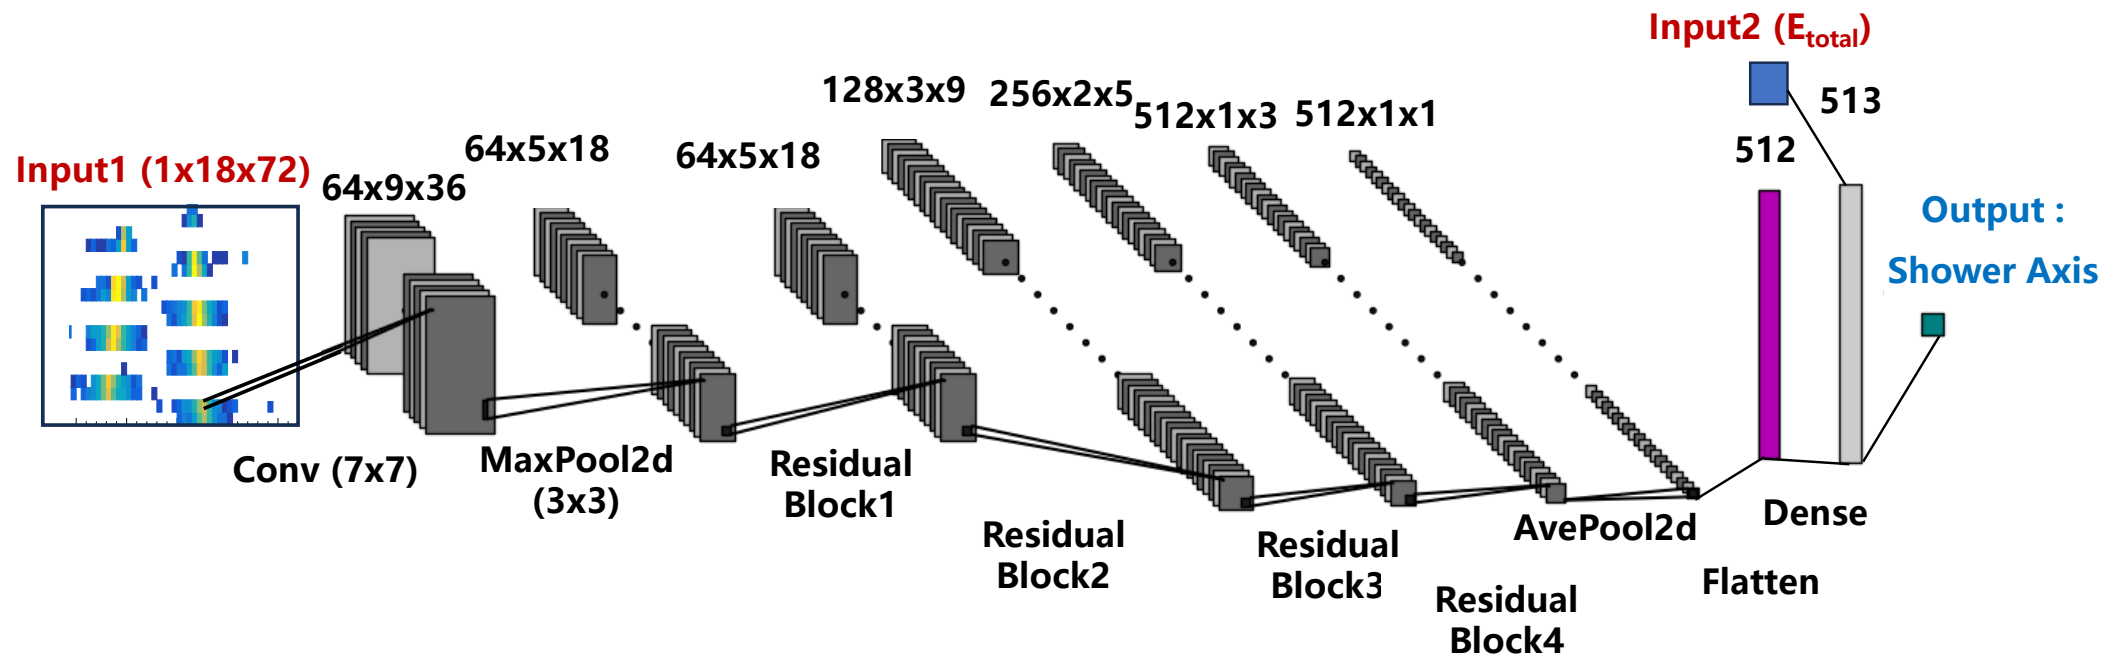 Input1 (1x18x72)
64x9x36
64x5x18
64x5x18
128x3x9
256x2x5
512x1x3
512x1x1
Input2 (Etotal)
513
512
Output :
Shower Axis
Conv (7x7)
MaxPool2d
(3x3)
Residual
Block1
Residual
Block2
Residual
Block3
Residual
Block4
AvePool2d
Flatten
Dense